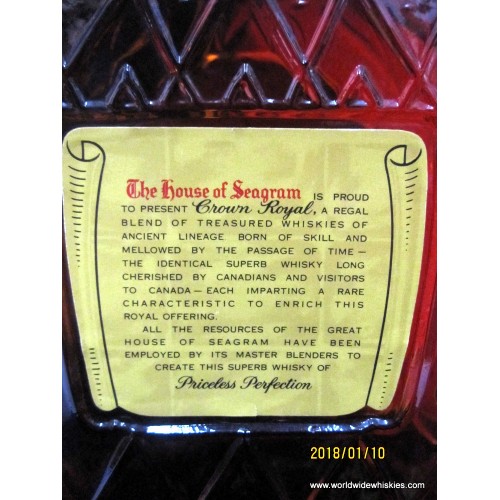 The House of Seagram IS PROUD
TO PRESENT Crown Royal, A REGAL
BLEND OF TREASURED WHISKIES OF
ANCIENT LINEAGE BORN OF SKILL AND
MELLOWED BY THE PASSAGE OF TIME—
THE IDENTICAL SUPERB WHISKY LONG
CHERISHED BY CANADIANS AND VISITORS
TO CANADA—EACH IMPARTING A RARE
CHARACTERISTIC TO ENRICH THIS
ROYAL OFFERING.
ALL THE RESOURCES OF THE GREAT
HOUSE OF SEAGRAM HAVE BEEN
EMPLOYED BY ITS MASTER BLENDERS TO
CREATE THIS SUPERB WHISKY OF
Priceless Perfection
2018/01/10
www.worldwidewhiskies.com